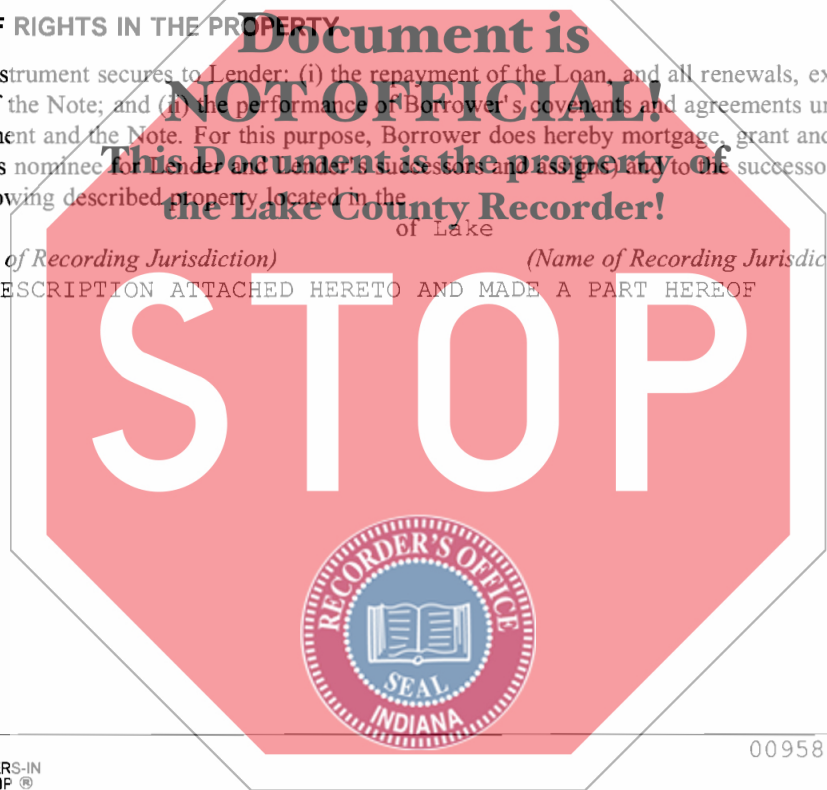 F RIGHTS IN THE PROPERTY
Document is
strument secures to Lender: (i) the repayment of the Loan, and all renewals, ex
NOT OFFICIAL!
f the Note; and (ii) the performance of Borrower's covenants and agreements u
ent and the Note. For this purpose, Borrower does hereby mortgage, grant and
This Document is the property of
s nominee for Lender and Lender's successors and assigns) and to the successo
owing described property located in the
the Lake County Recorder!
of Lake
of Recording Jurisdiction) (Name of Recording Jurisdic
ESCRIPTION ATTACHED HERETO AND MADE A PART HEREOF
STOP
RECORDER'S OFFICE
SEAL
INDIANA
00958
RS-IN
P ®